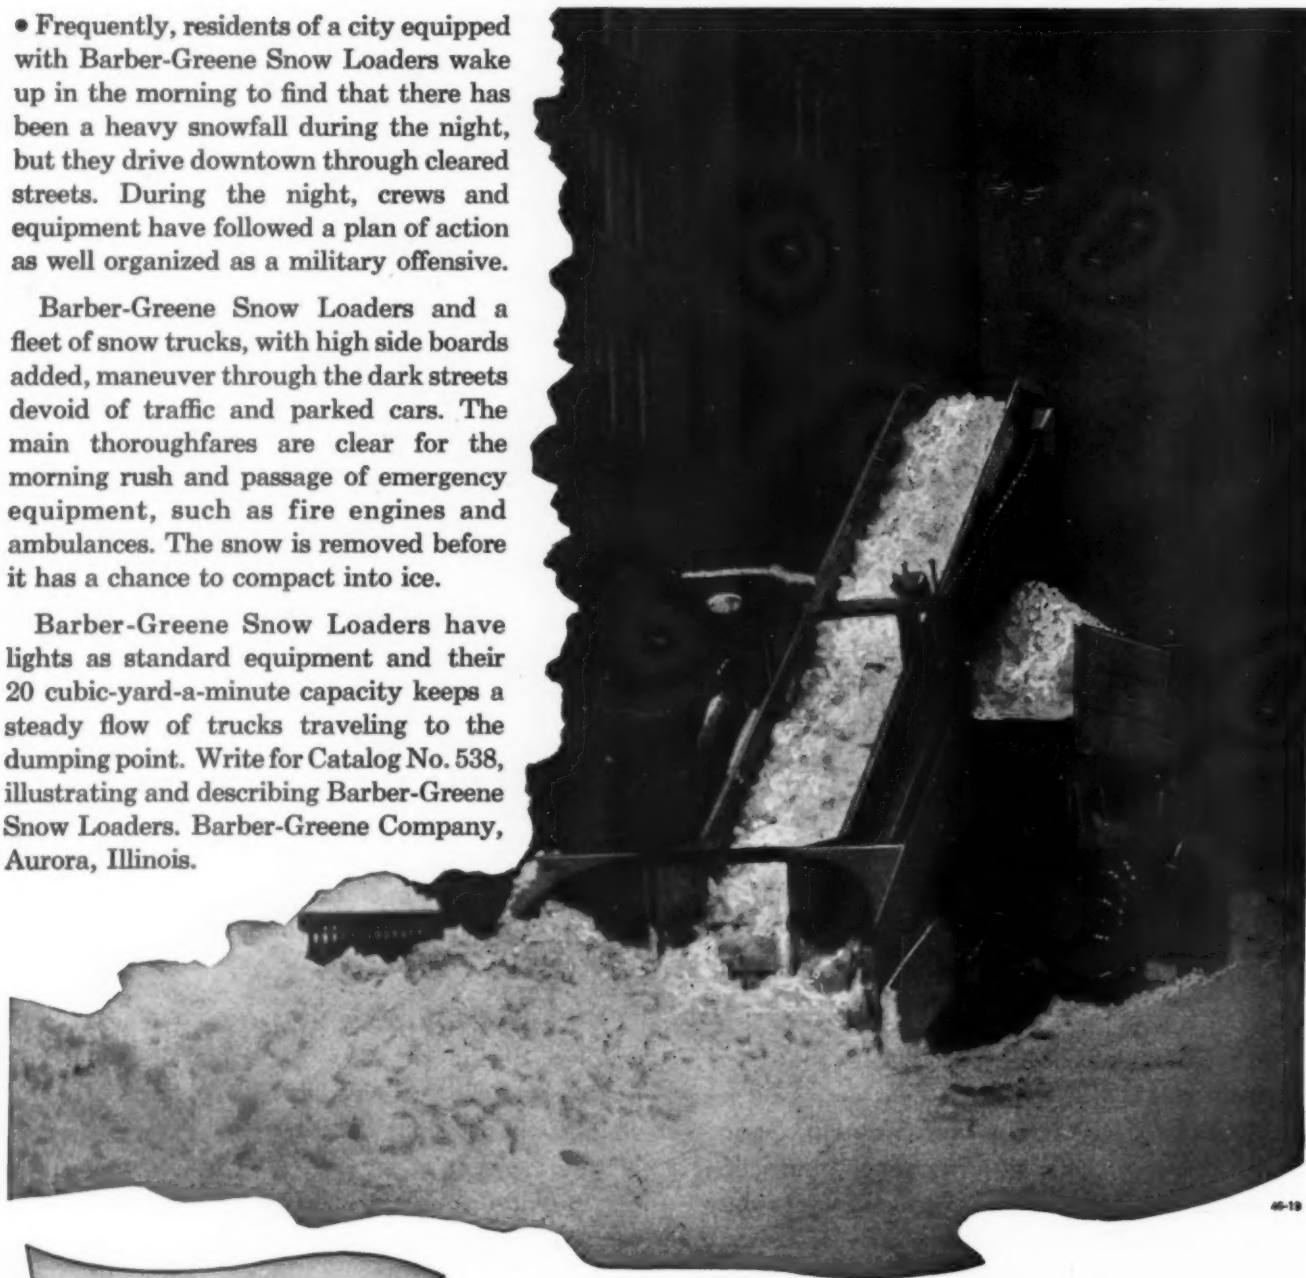 • Frequently, residents of a city equipped
with Barber-Greene Snow Loaders wake
up in the morning to find that there has
been a heavy snowfall during the night,
but they drive downtown through cleared
streets. During the night, crews and
equipment have followed a plan of action
as well organized as a military offensive.
Barber-Greene Snow Loaders and a
fleet of snow trucks, with high side boards
added, maneuver through the dark streets
devoid of traffic and parked cars. The
main thoroughfares are clear for the
morning rush and passage of emergency
equipment, such as fire engines and
ambulances. The snow is removed before
it has a chance to compact into ice.
Barber-Greene Snow Loaders have
lights as standard equipment and their
20 cubic-yard-a-minute capacity keeps a
steady flow of trucks traveling to the
dumping point. Write for Catalog No. 538,
illustrating and describing Barber-Greene
Snow Loaders. Barber-Greene Company,
Aurora, Illinois.
46-19